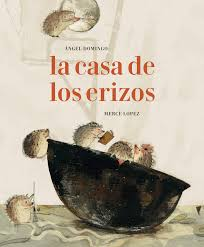 ÁNGEL DOMINGO
la casa de
los erizos
MERCÈ LÓPEZ